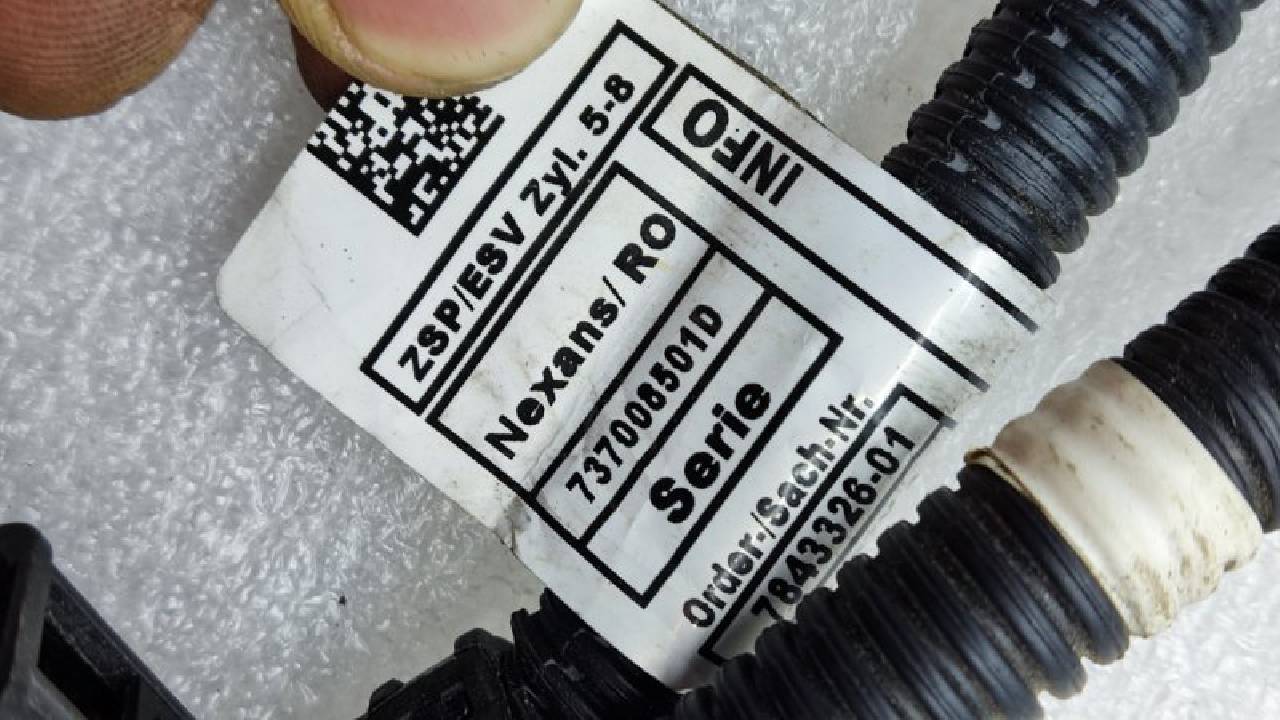 ZSP/ESV Zyl. 5-8
Nexans/ RO
737008501D
Serie
Order-/Sach-Nr.
7843326-01
INFO